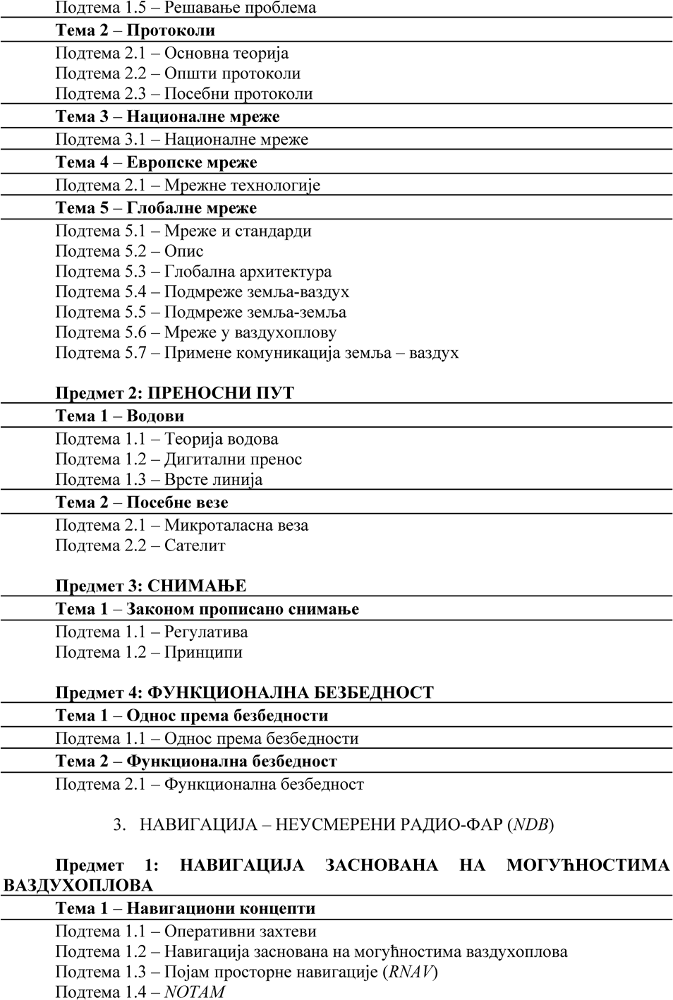 Подтема 1.5 – Решавање проблема
Тема 2 – Протоколи
Подтема 2.1 – Основна теорија
Подтема 2.2 – Општи протоколи
Подтема 2.3 – Посебни протоколи
Тема 3 – Националне мреже
Подтема 3.1 – Националне мреже
Тема 4 – Европске мреже
Подтема 2.1 – Мрежне технологије
Тема 5 – Глобалне мреже
Подтема 5.1 – Мреже и стандарди
Подтема 5.2 – Опис
Подтема 5.3 – Глобална архитектура
Подтема 5.4 – Подмреже земља-ваздух
Подтема 5.5 – Подмреже земља-земља
Подтема 5.6 – Мреже у ваздухоплову
Подтема 5.7 – Примене комуникација земља – ваздух
Предмет 2: ПРЕНОСНИ ПУТ
Тема 1 – Водови
Подтема 1.1 – Теорија водова
Подтема 1.2 – Дигитални пренос
Подтема 1.3 – Врсте линија
Тема 2 – Посебне везе
Подтема 2.1 – Микроталасна веза
Подтема 2.2 – Сателит
Предмет 3: СНИМАЊЕ
Тема 1 – Законом прописано снимање
Подтема 1.1 – Регулатива
Подтема 1.2 – Принципи
Предмет 4: ФУНКЦИОНАЛНА БЕЗБЕДНОСТ
Тема 1 – Однос према безбедности
Подтема 1.1 – Однос према безбедности
Тема 2 – Функционална безбедност
Подтема 2.1 – Функционална безбедност
3. НАВИГАЦИЈА – НЕУСМЕРЕНИ РАДИО-ФАР (NDB)
Предмет 1: НАВИГАЦИЈА ЗАСНОВАНА НА МОГУЋНОСТИМА
ВАЗДУХОПЛОВА
Тема 1 – Навигациони концепти
Подтема 1.1 – Оперативни захтеви
Подтема 1.2 – Навигација заснована на могућностима ваздухоплова
Подтема 1.3 – Појам просторне навигације (RNAV)
Подтема 1.4 – NOTAM